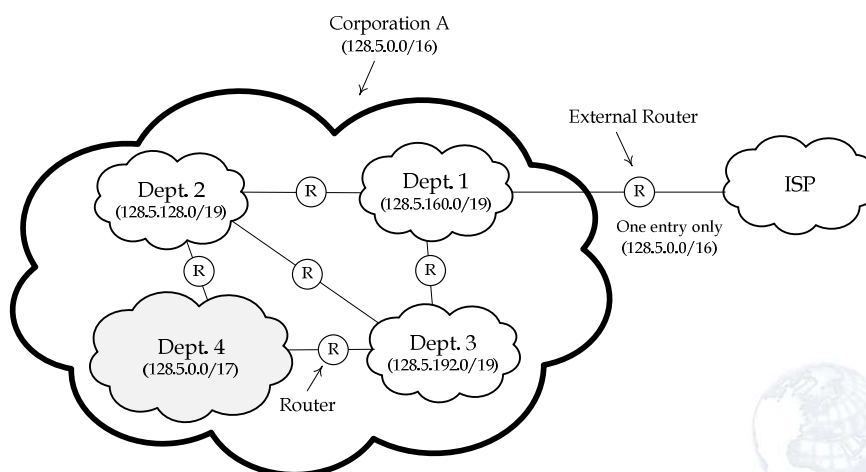 Corporation A
(128.5.0.0/16)
External Router
Dept. 2
(128.5.128.0/19)
R
Dept. 1
(128.5.160.0/19)
R
ISP
One entry only
(128.5.0.0/16)
R
R
R
Dept. 4
(128.5.0.0/17)
R
Dept. 3
(128.5.192.0/19)
Router